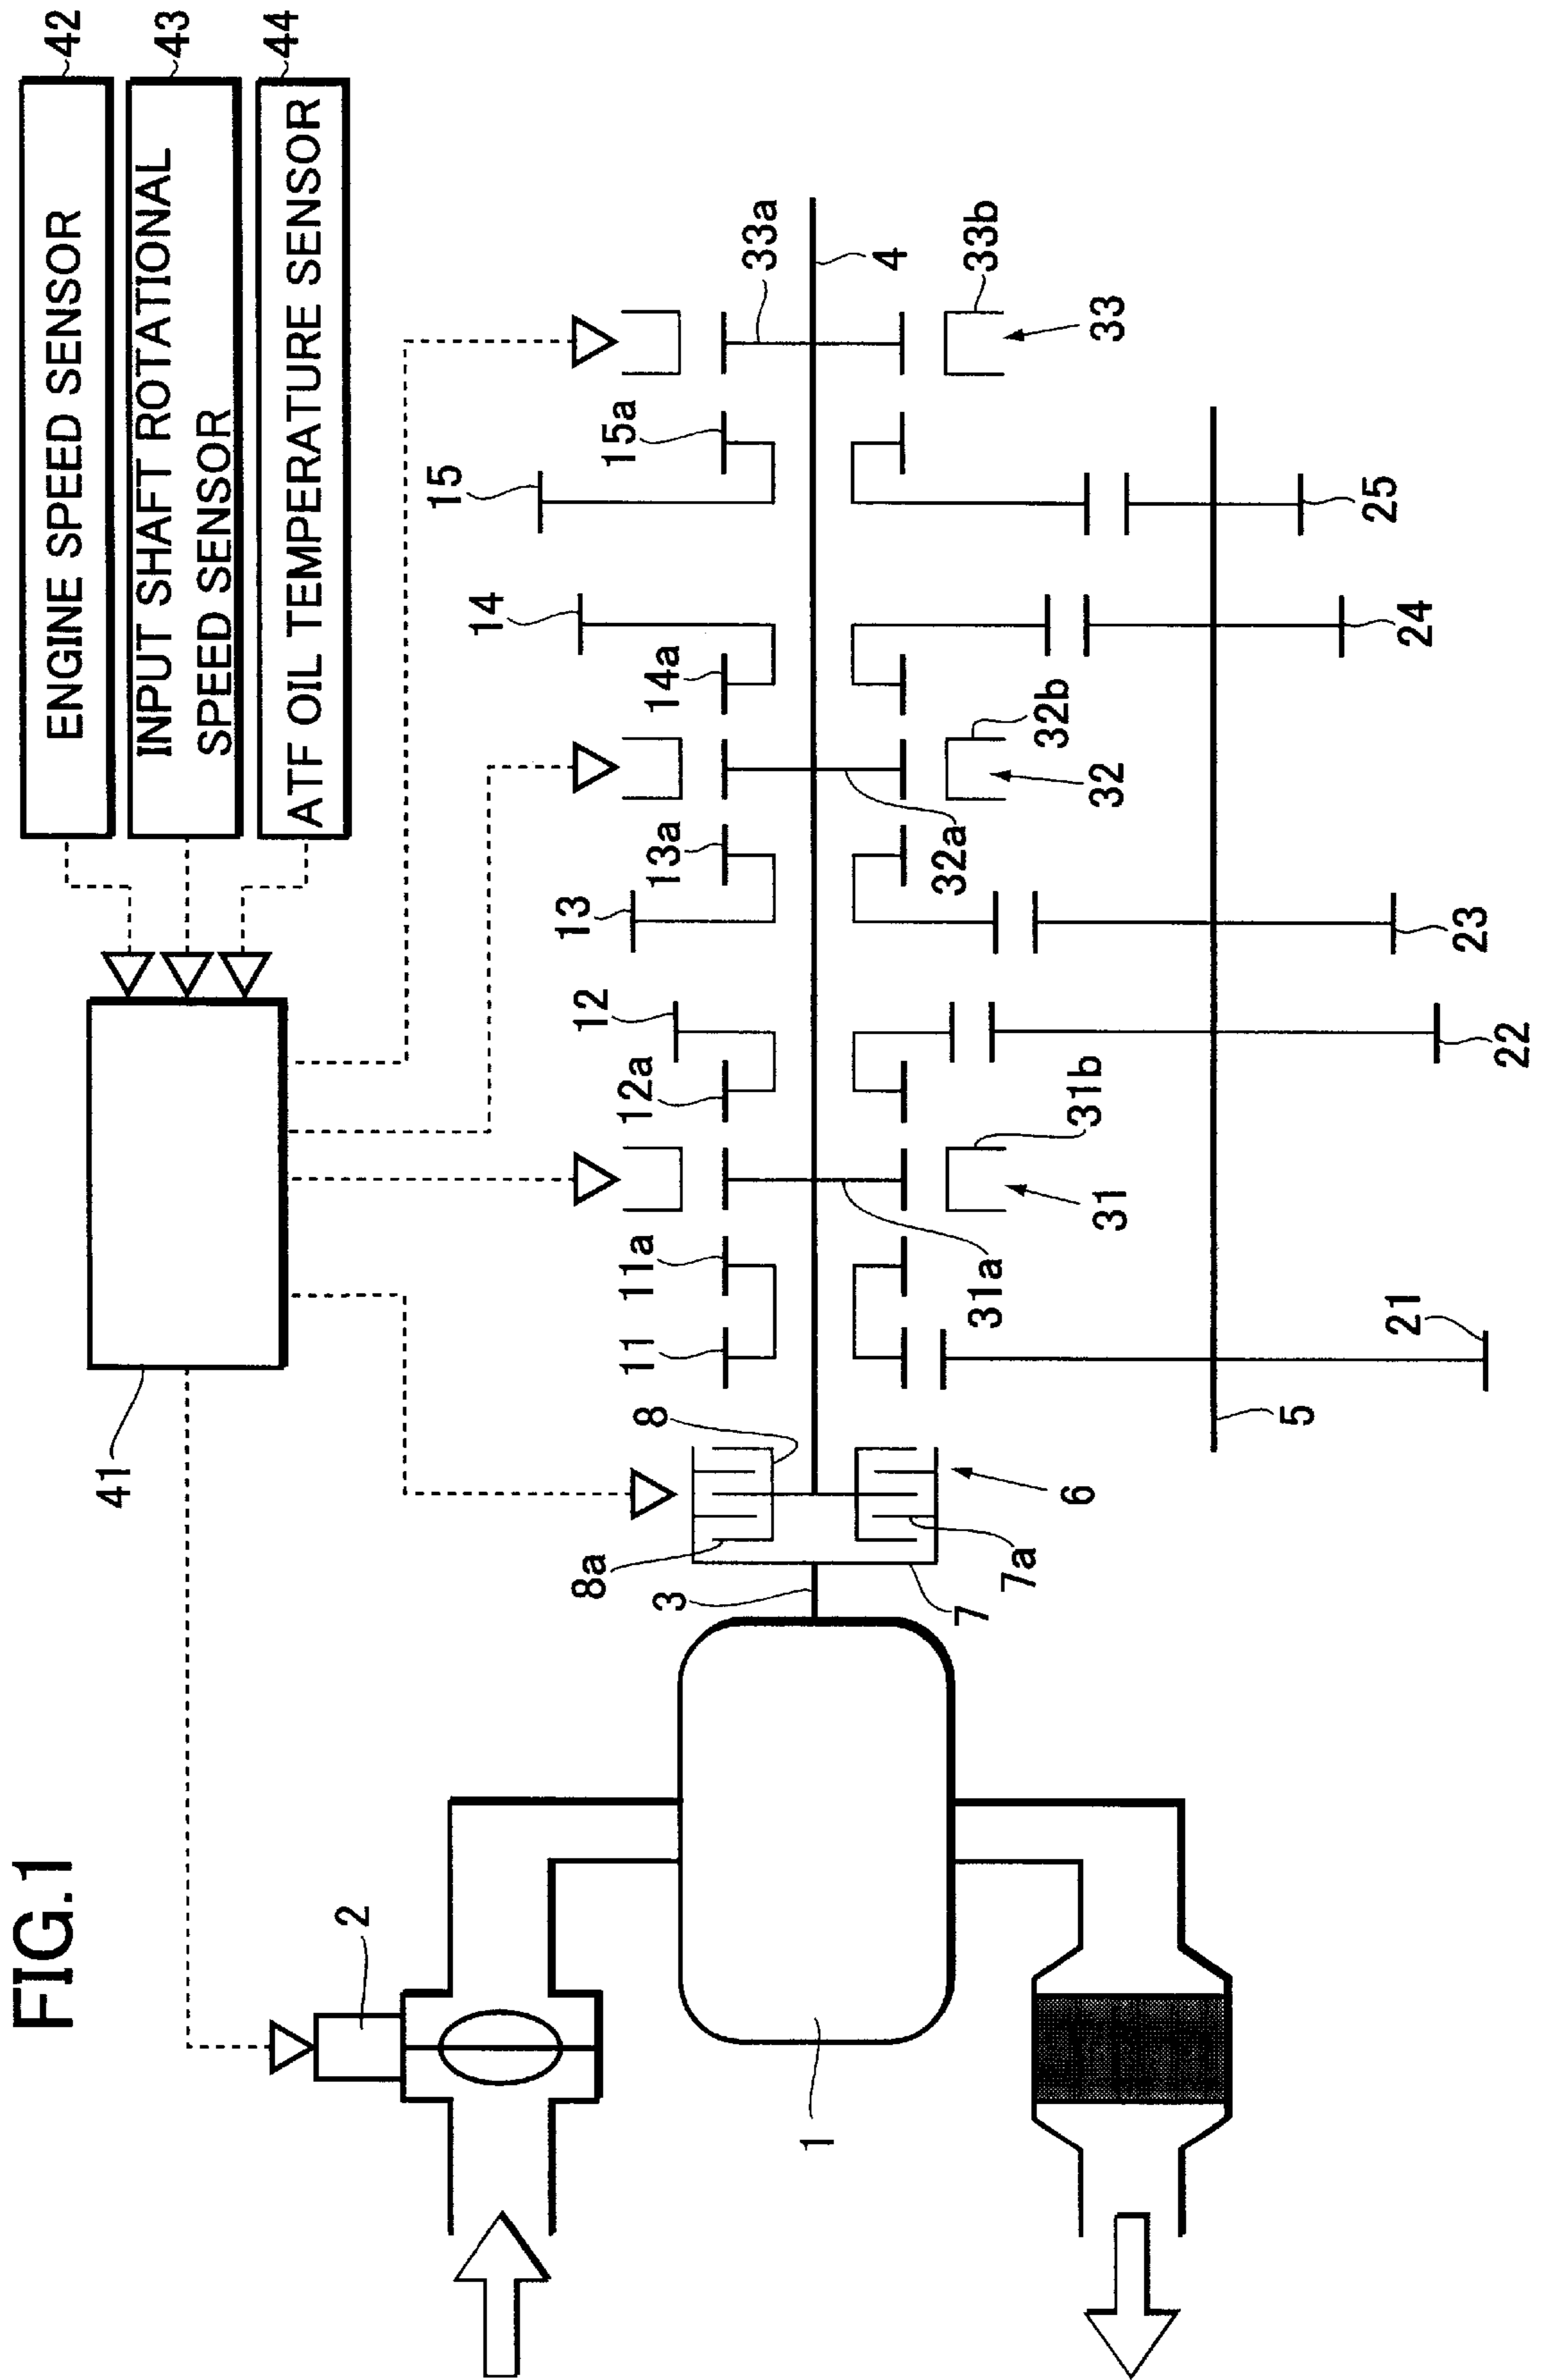 FIG.1
ENGINE SPEED SENSOR
42
INPUT SHAFT ROTATIONAL
SPEED SENSOR
43
ATF OIL TEMPERATURE SENSOR
44
41
2
15
15a
33a
14
14a
13
13a
12
12a
11
11a
8
8a
3
4
33b
33
32b
32
32a
31b
31
31a
6
7a
7
1
25
24
23
22
21
5